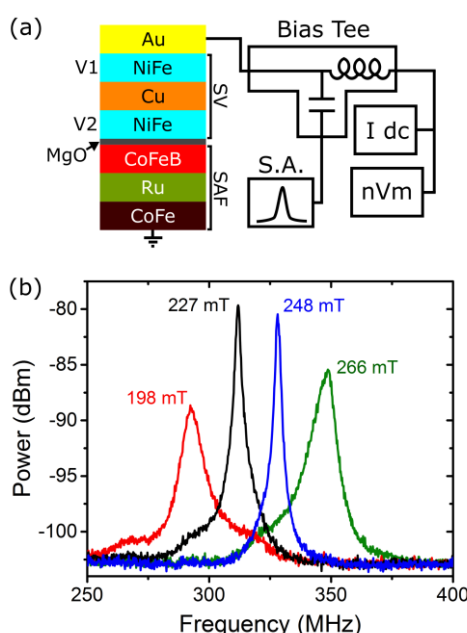 (a)
Au
V1
NiFe
Cu
V2
NiFe
MgO
CoFeB
Ru
CoFe
SV
SAF
Bias Tee
I dc
S.A.
nVm
(b)
-80
-85
-90
-95
-100
Power (dBm)
227 mT
248 mT
266 mT
198 mT
250
300
350
400
Frequency (MHz)